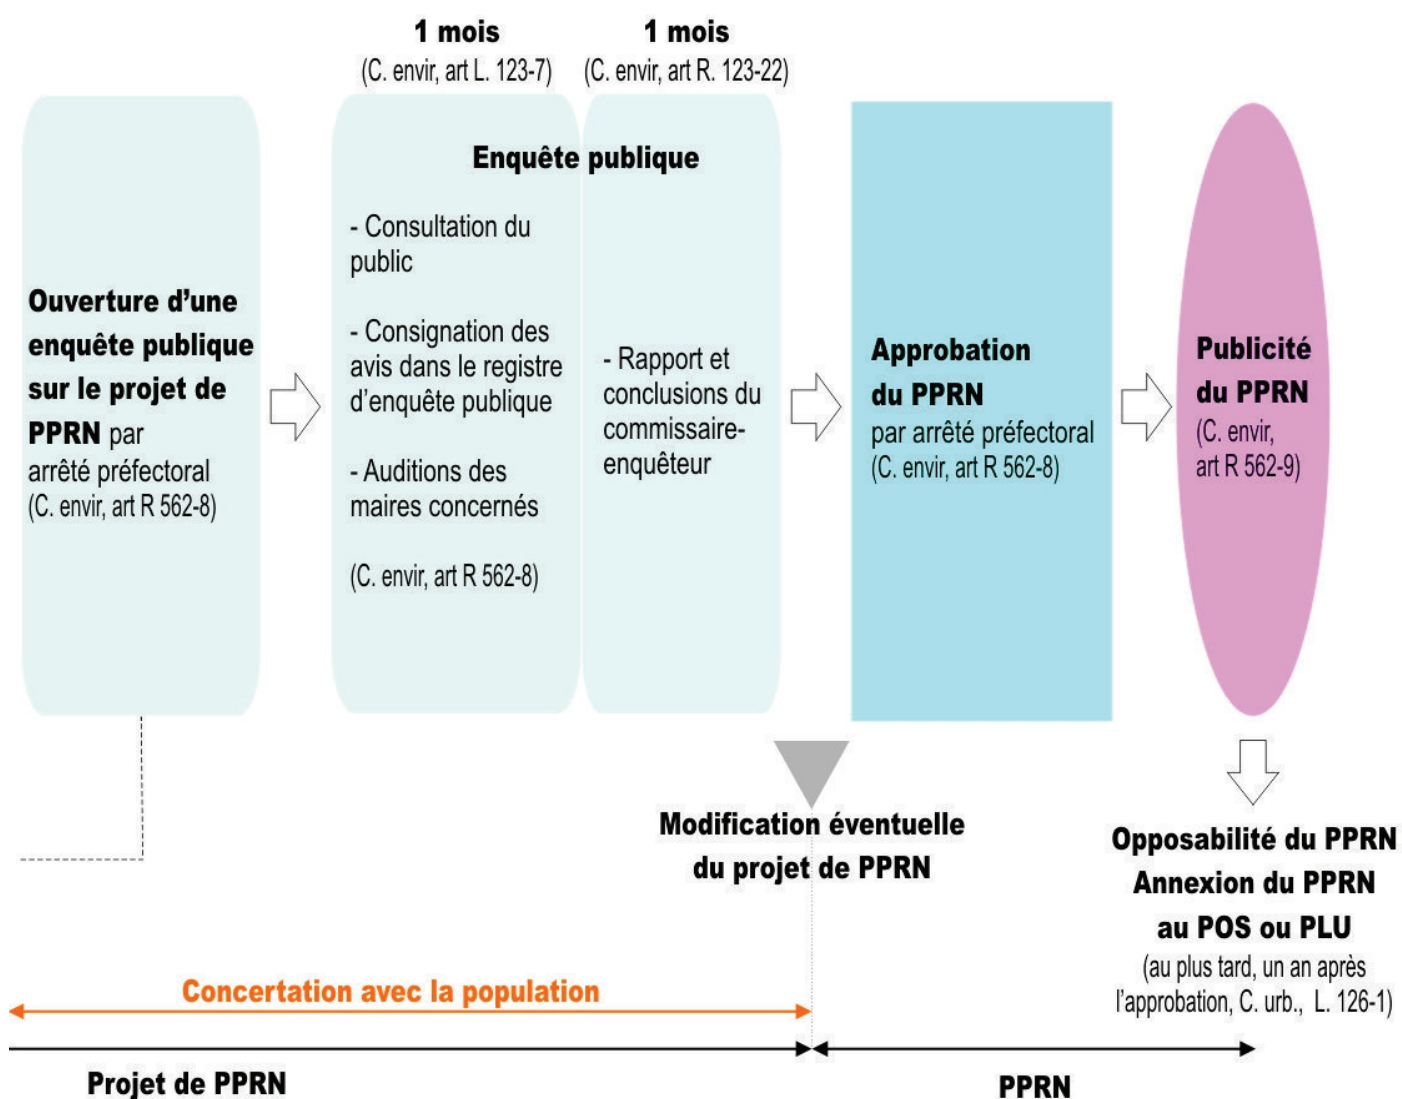 1 mois
(C. envir, art L. 123-7)
1 mois
(C. envir, art R. 123-22)
Ouverture d’une
enquête publique
sur le projet de
PPRN par
arrêté préfectoral
(C. envir, art R 562-8)
Enquête publique
- Consultation du
public
- Consignation des
avis dans le registre
d’enquête publique
- Auditions des
maires concernés
(C. envir, art R 562-8)
- Rapport et
conclusions du
commissaire-
enquêteur
Approbation
du PPRN
par arrêté préfectoral
(C. envir, art R 562-8)
Publicité
du PPRN
(C. envir,
art R 562-9)
Modification éventuelle
du projet de PPRN
Opposabilité du PPRN
Annexion du PPRN
au POS ou PLU
(au plus tard, un an après
l’approbation, C. urb., L. 126-1)
Concertation avec la population
Projet de PPRN
PPRN